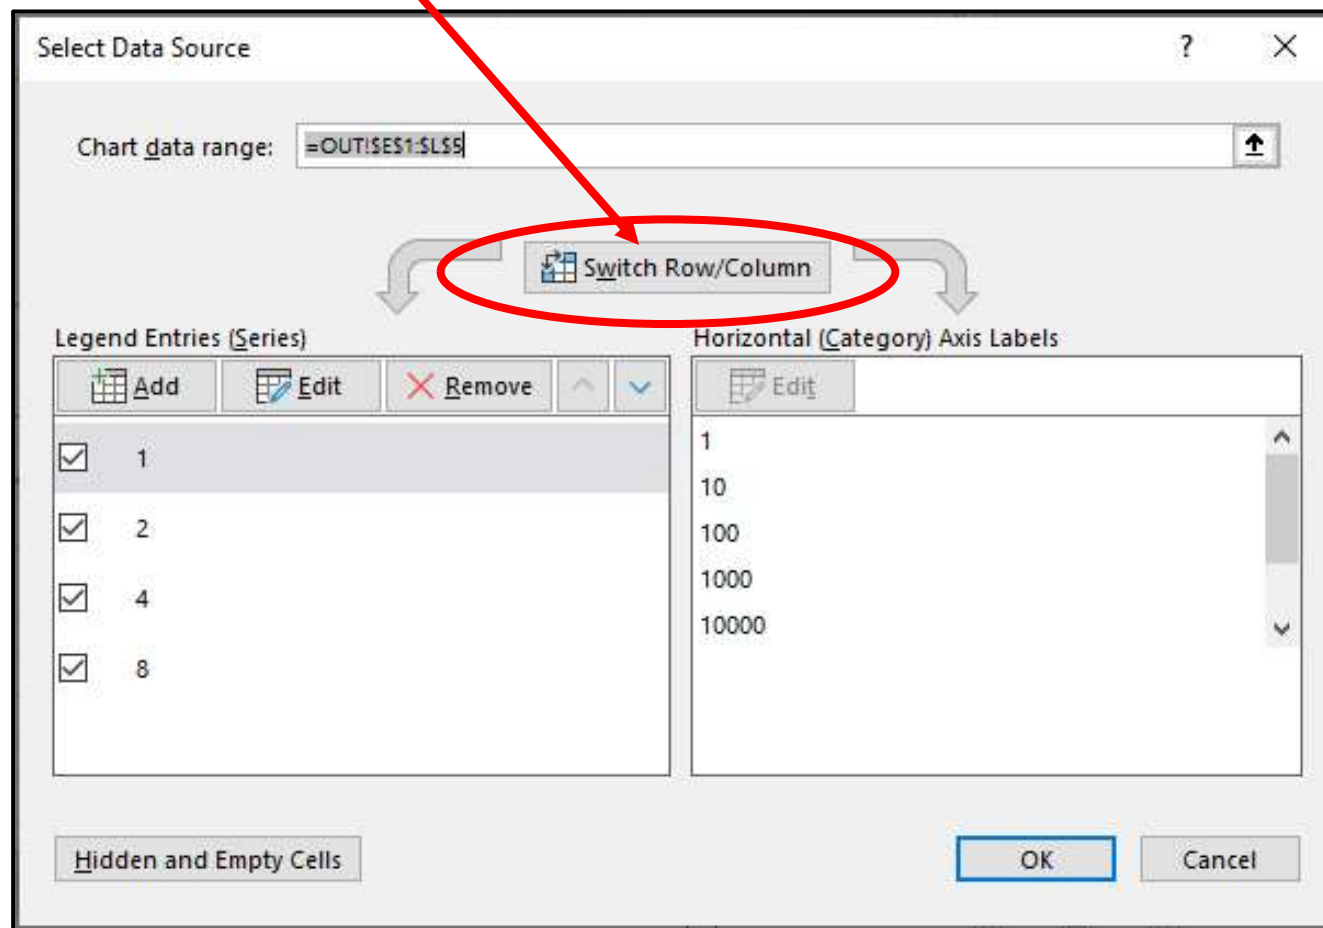 Select Data Source
?
Chart data range:
=OUT!$E$1:$L$5
Switch Row/Column
Legend Entries (Series)
Horizontal (Category) Axis Labels
Add
Edit
Remove
Edit
1
2
4
8
1
10
100
1000
10000
Hidden and Empty Cells
OK
Cancel